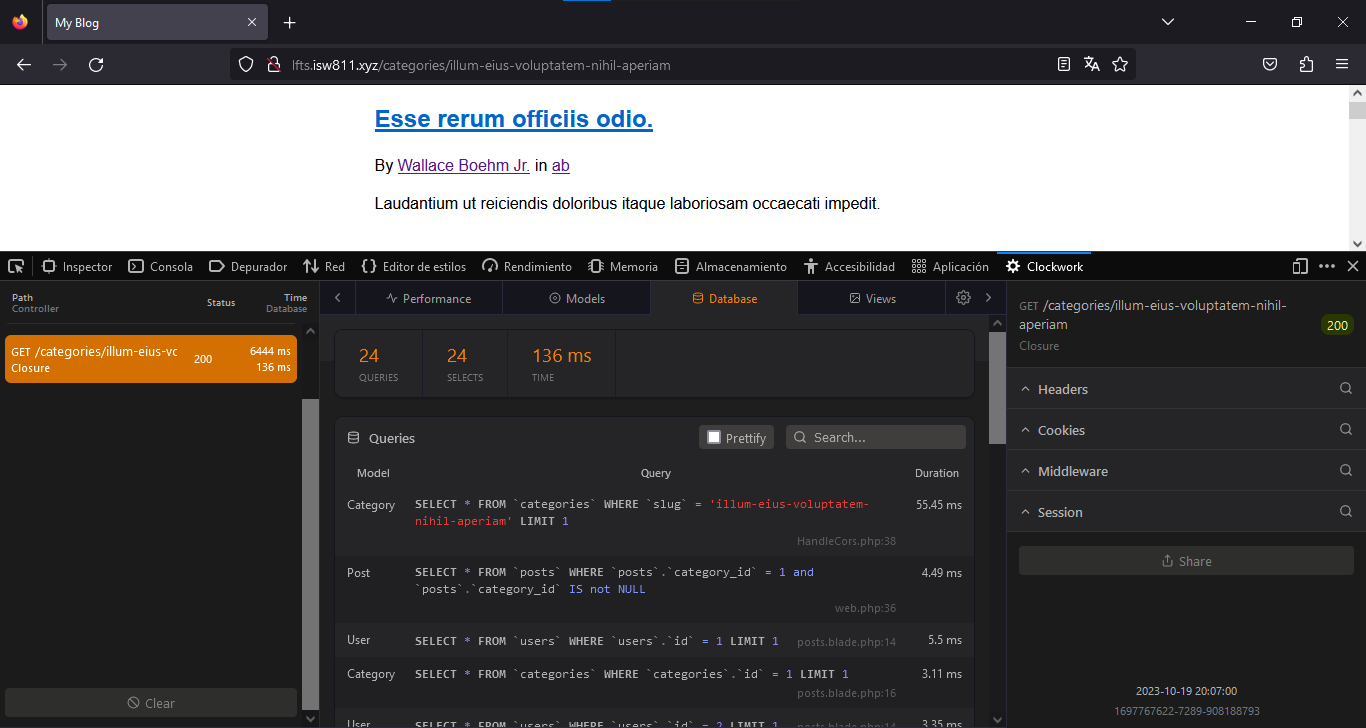 My Blog
lfts.isw811.xyz/categories/illum-eius-voluptatem-nihil-aperiam
Esse rerum officiis odio.
By Wallace Boehm Jr. in ab
Laudantium ut reiciendis doloribus itaque laboriosam occaecati impedit.
Inspector Consola Depurador Red Editor de estilos Rendimiento Memoria Almacenamiento Accesibilidad Aplicación Clockwork
Path
Controller
Status
Time
Database
GET /categories/illum-eius-vc 200 6444 ms
Closure 136 ms
Clear
Performance Models Database Views
24 24 136 ms
QUERIES SELECTS TIME
Queries Prettify Search...
Model Query Duration
Category SELECT * FROM `categories` WHERE `slug` = 'illum-eius-voluptatem- 55.45 ms
nihil-aperiam' LIMIT 1
HandleCors.php:38
Post SELECT * FROM `posts` WHERE `posts`.`category_id` = 1 and 4.49 ms
`posts`.`category_id` IS not NULL
web.php:36
User SELECT * FROM `users` WHERE `users`.`id` = 1 LIMIT 1 posts.blade.php:14 5.5 ms
Category SELECT * FROM `categories` WHERE `categories`.`id` = 1 LIMIT 1 3.11 ms
posts.blade.php:16
User SELECT * FROM `users` WHERE `users`.`id` = 2 LIMIT 1 posts.blade.php:14 3.35 ms
GET /categories/illum-eius-voluptatem-nihil-
aperiam 200
Closure
Headers
Cookies
Middleware
Session
Share
2023-10-19 20:07:00
1697767622-7289-908188793